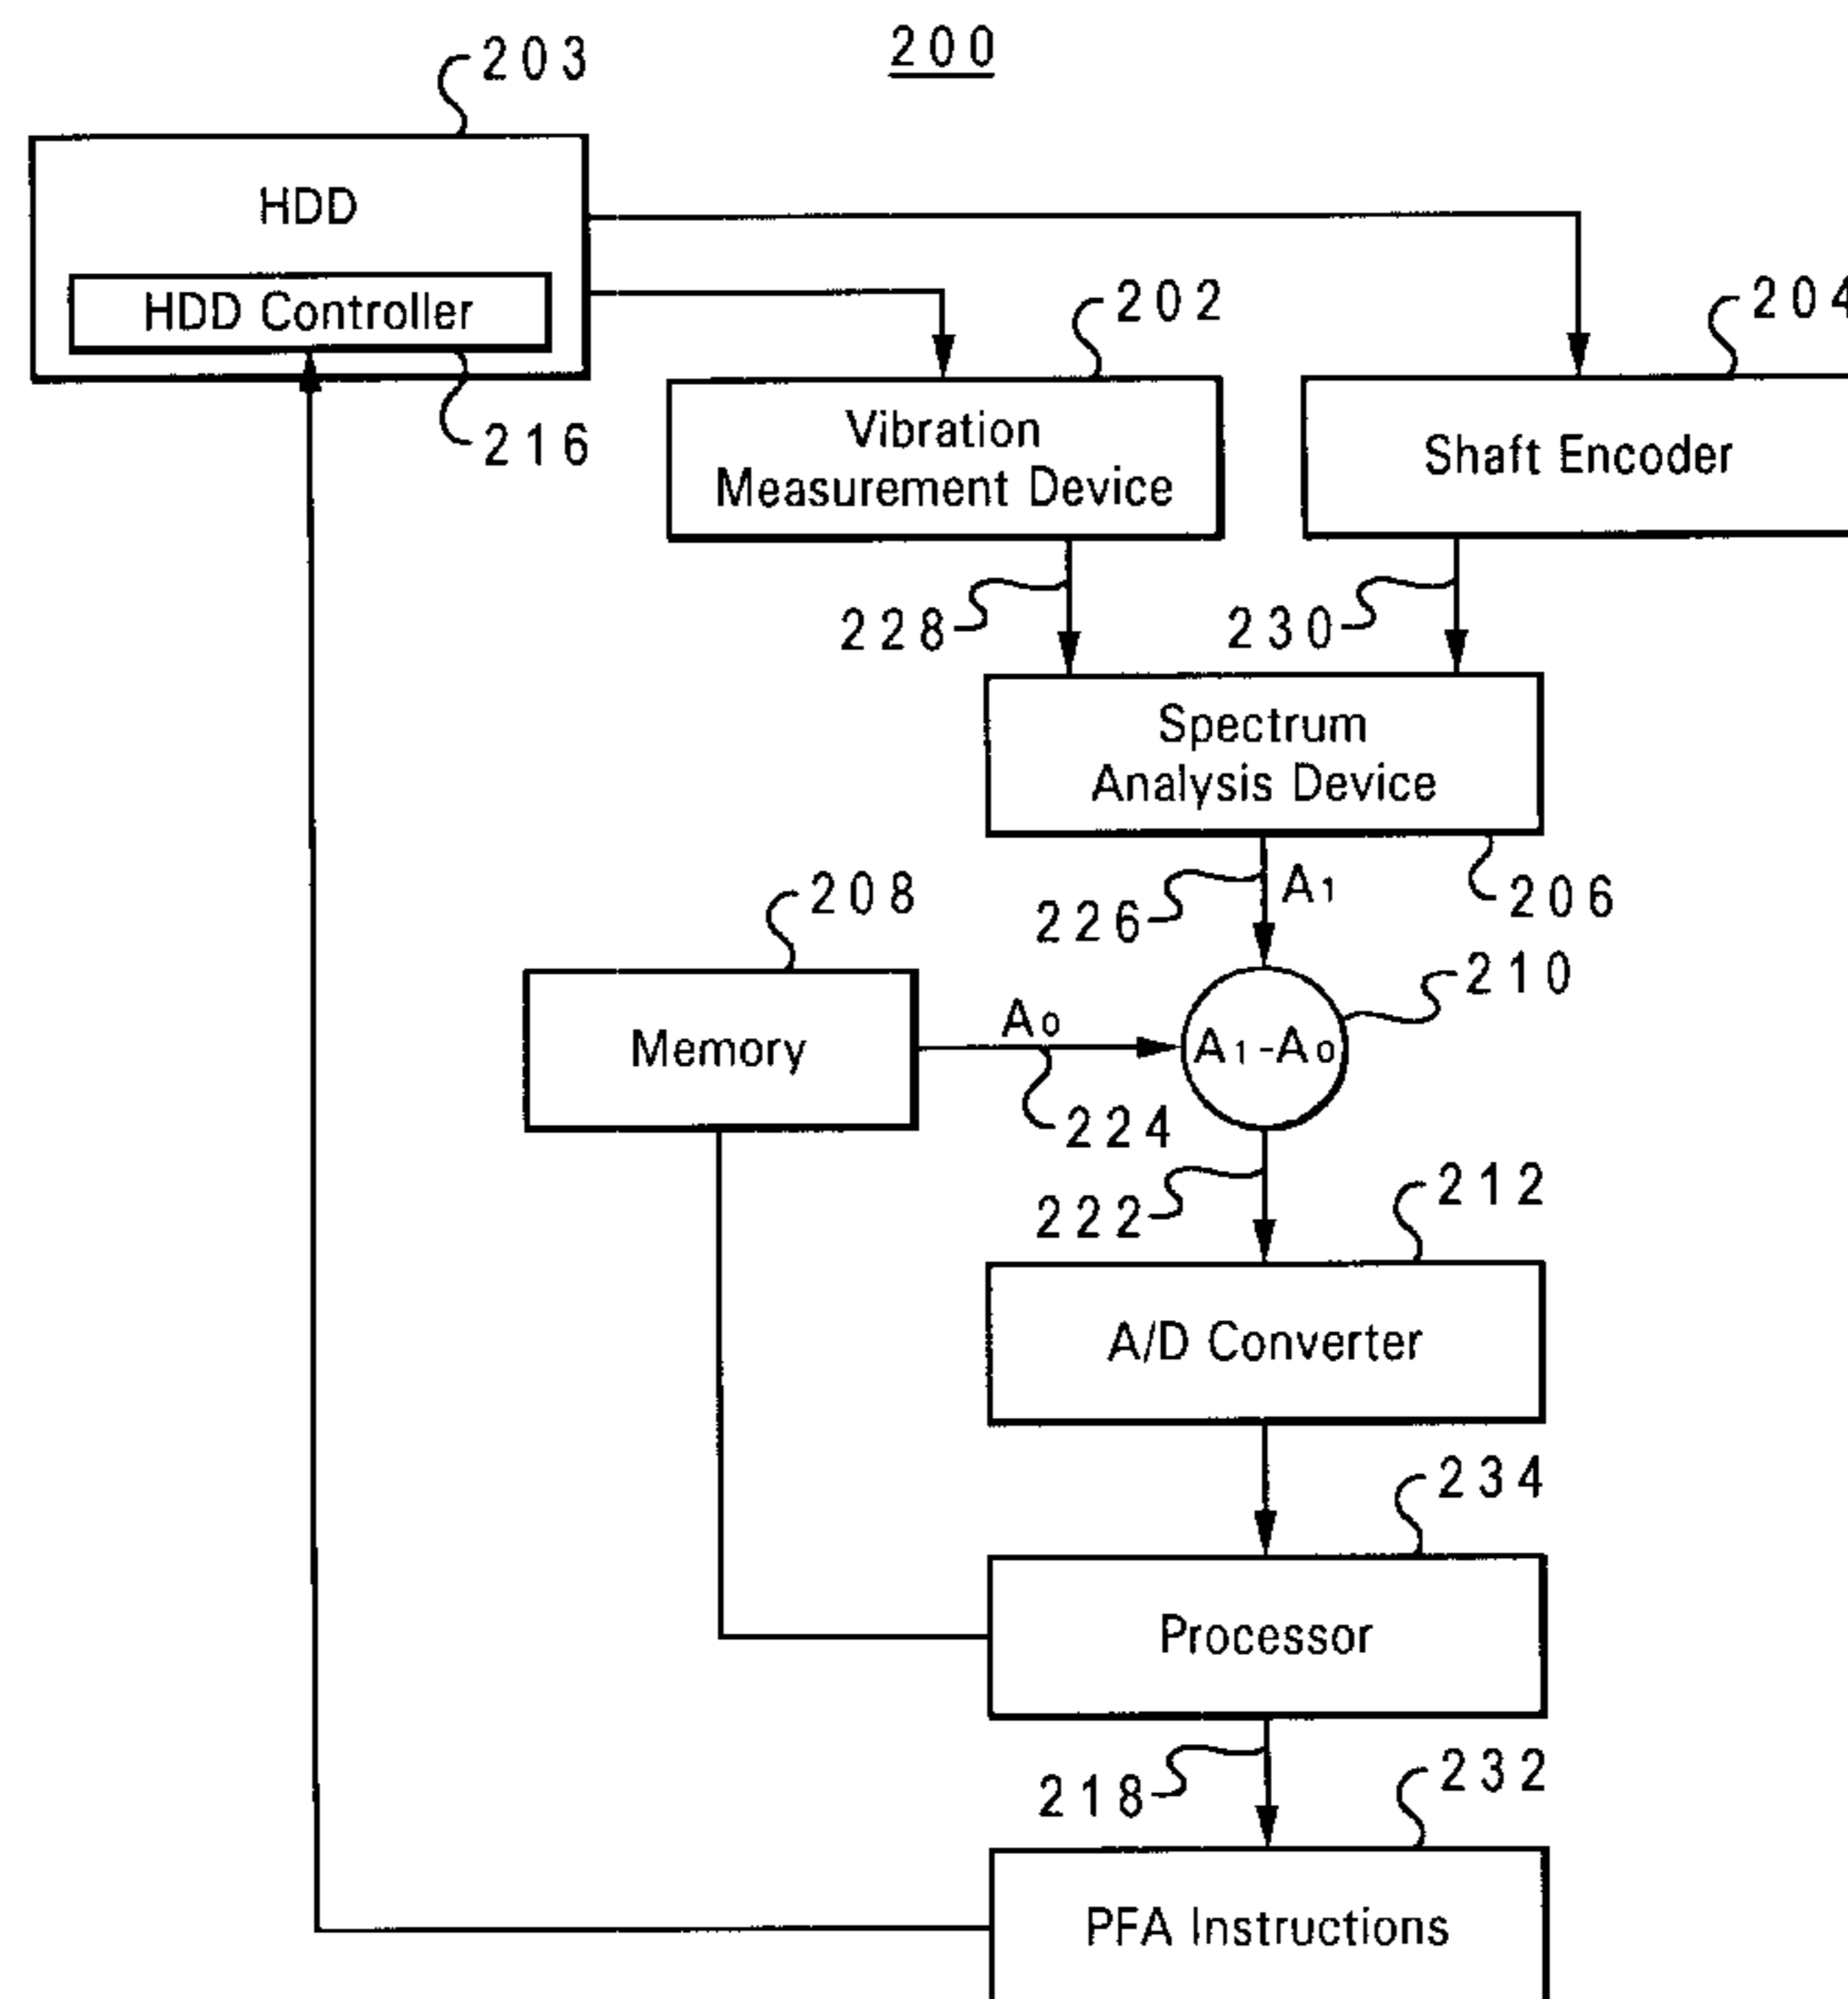 200
203
HDD
HDD Controller
216
202
204
Vibration
Measurement Device
Shaft Encoder
228
230
Spectrum
Analysis Device
206
226
A1
208
210
Memory
A0
A1-A0
224
222
212
A/D Converter
234
Processor
218
232
PFA Instructions